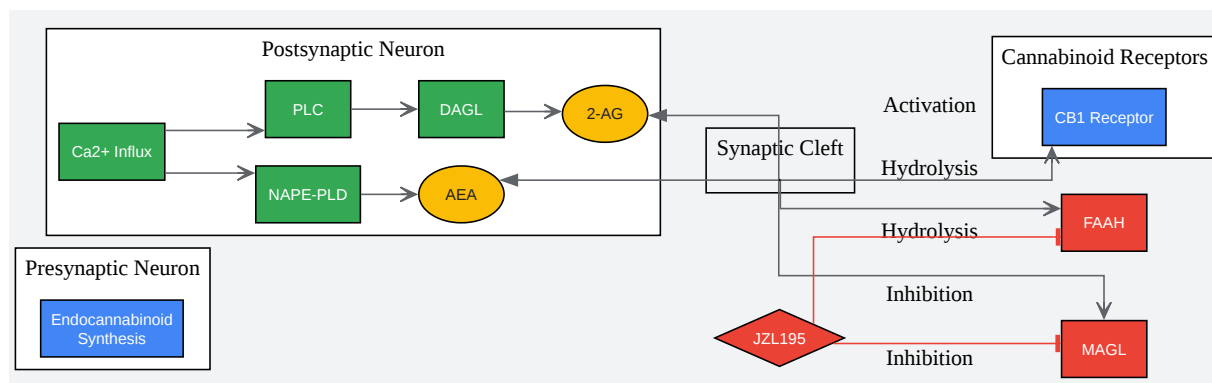 Postsynaptic Neuron
PLC
DAGL
2-AG
Ca2+ Influx
NAPE-PLD
AEA
Presynaptic Neuron
Endocannabinoid
Synthesis
Synaptic Cleft
Activation
Hydrolysis
Hydrolysis
Inhibition
Inhibition
JZL195
Cannabinoid Receptors
CB1 Receptor
FAAH
MAGL